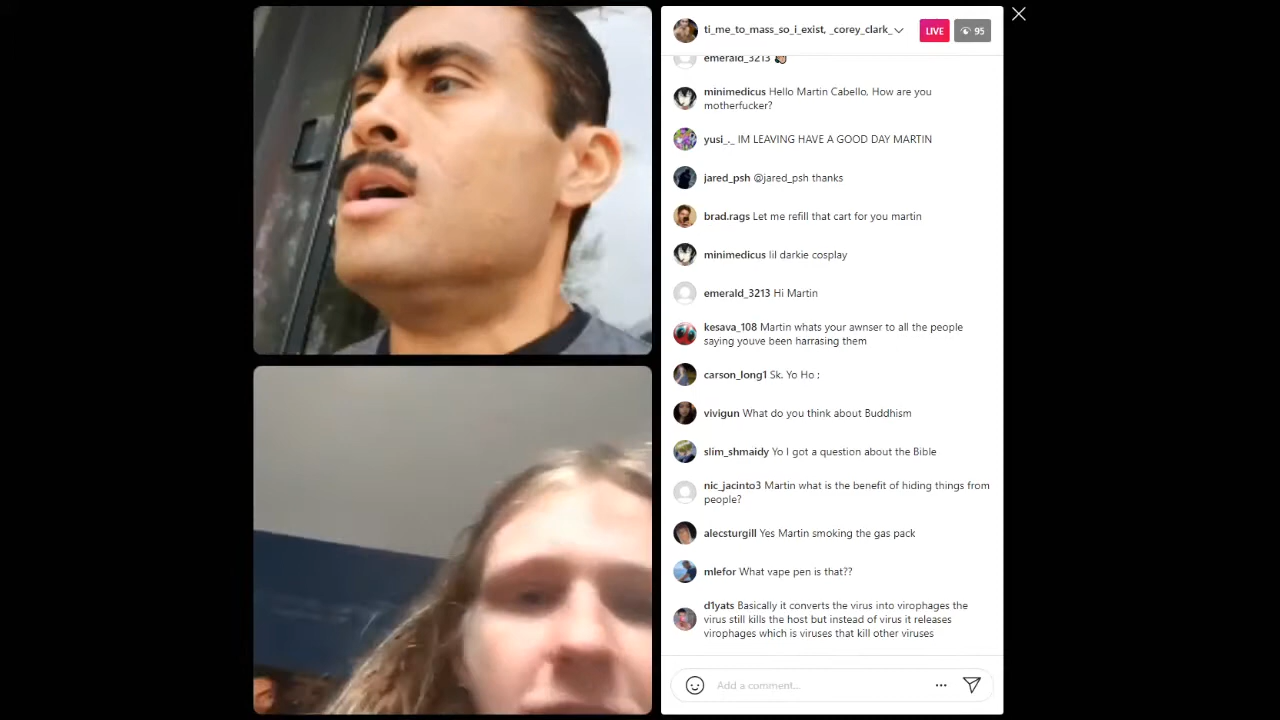 ti_me_to_mass_so_i_exist, _corey_clark_
LIVE
95
emerald_3213
minimedicus Hello Martin Cabello. How are you
motherfucker?
yusi_._ IM LEAVING HAVE A GOOD DAY MARTIN
jared_psh @jared_psh thanks
brad.rags Let me refill that cart for you martin
minimedicus lil darkie cosplay
emerald_3213 Hi Martin
kesava_108 Martin whats your awnser to all the people
saying youve been harrasing them
carson_long1 Sk. Yo Ho :
vivigun What do you think about Buddhism
slim_shmaidy Yo I got a question about the Bible
nic_jacinto3 Martin what is the benefit of hiding things from
people?
alecsturgill Yes Martin smoking the gas pack
mlefor What vape pen is that??
d1yats Basically it converts the virus into virophages the
virus still kills the host but instead of virus it releases
virophages which is viruses that kill other viruses
Add a comment...